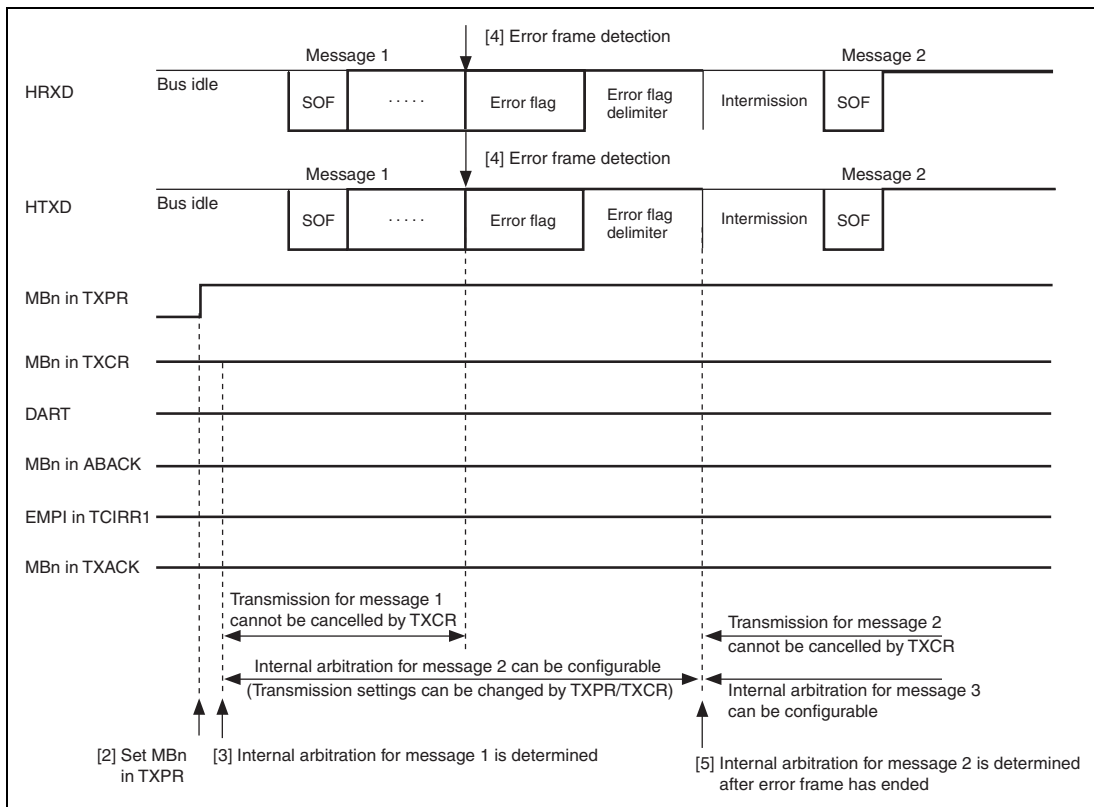 [4] Error frame detection
Message 1
Message 2
HRXD
Bus idle
SOF
· · · · ·
Error flag
Error flag
delimiter
Intermission
SOF
[4] Error frame detection
Message 1
Message 2
HTXD
Bus idle
SOF
· · · · ·
Error flag
Error flag
delimiter
Intermission
SOF
MBn in TXPR
MBn in TXCR
DART
MBn in ABACK
EMPI in TCIRR1
MBn in TXACK
Transmission for message 1
cannot be cancelled by TXCR
Transmission for message 2
cannot be cancelled by TXCR
Internal arbitration for message 2 can be configurable
(Transmission settings can be changed by TXPR/TXCR)
Internal arbitration for message 3
can be configurable
[2] Set MBn
in TXPR
[3] Internal arbitration for message 1 is determined
[5] Internal arbitration for message 2 is determined
after error frame has ended